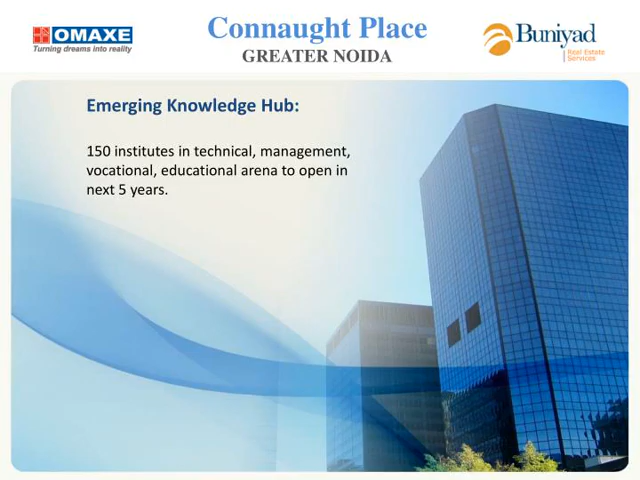 OMAXE
Turning dreams into reality
Connaught Place
GREATER NOIDA
Buniyad
Real Estate
Services
Emerging Knowledge Hub:
150 institutes in technical, management,
vocational, educational arena to open in
next 5 years.